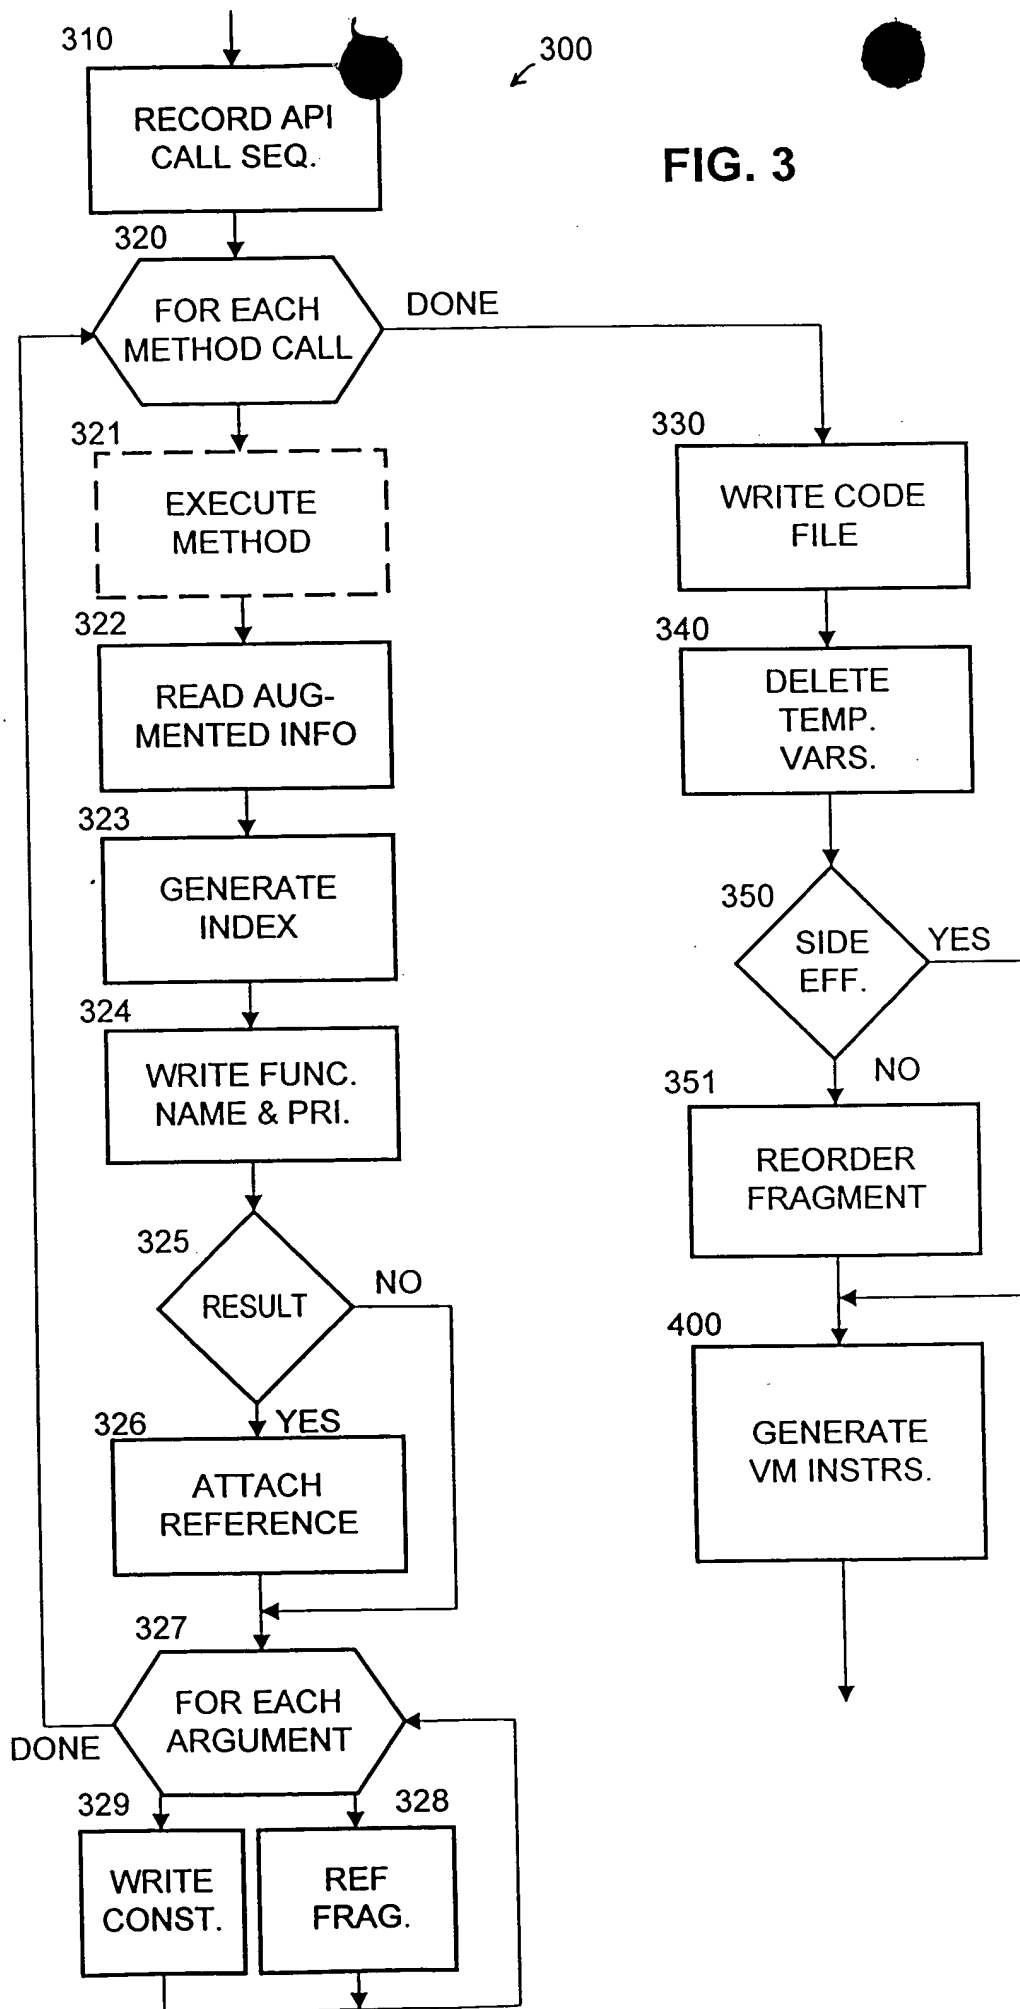 310
300
RECORD API
CALL SEQ.
FIG. 3
320
FOR EACH
METHOD CALL
DONE
321
EXECUTE
METHOD
322
READ AUG-
MENTED INFO
323
GENERATE
INDEX
324
WRITE FUNC.
NAME & PRI.
325
RESULT
NO
YES
326
ATTACH
REFERENCE
327
FOR EACH
ARGUMENT
DONE
329
WRITE
CONST.
328
REF
FRAG.
330
WRITE CODE
FILE
340
DELETE
TEMP.
VARS.
350
SIDE
EFF.
YES
NO
351
REORDER
FRAGMENT
400
GENERATE
VM INSTRS.